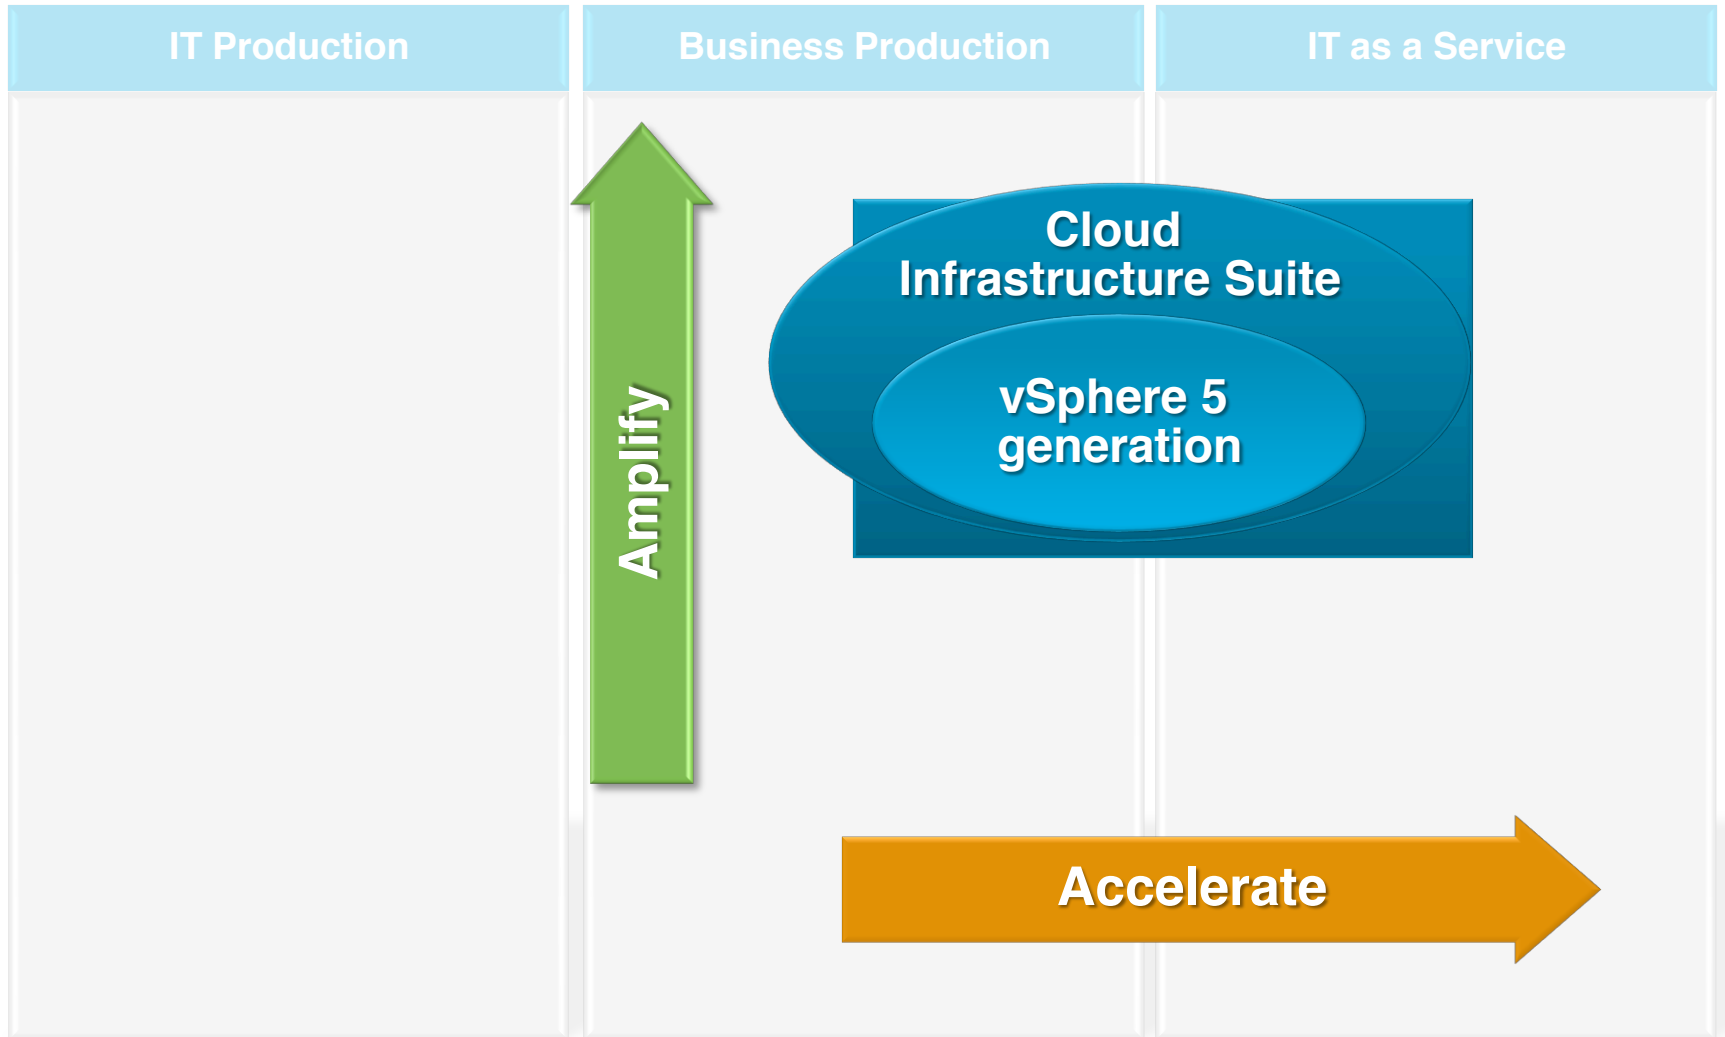 IT Production
Business Production
IT as a Service
Cloud
Infrastructure Suite
vSphere 5
generation
Amplify
Accelerate